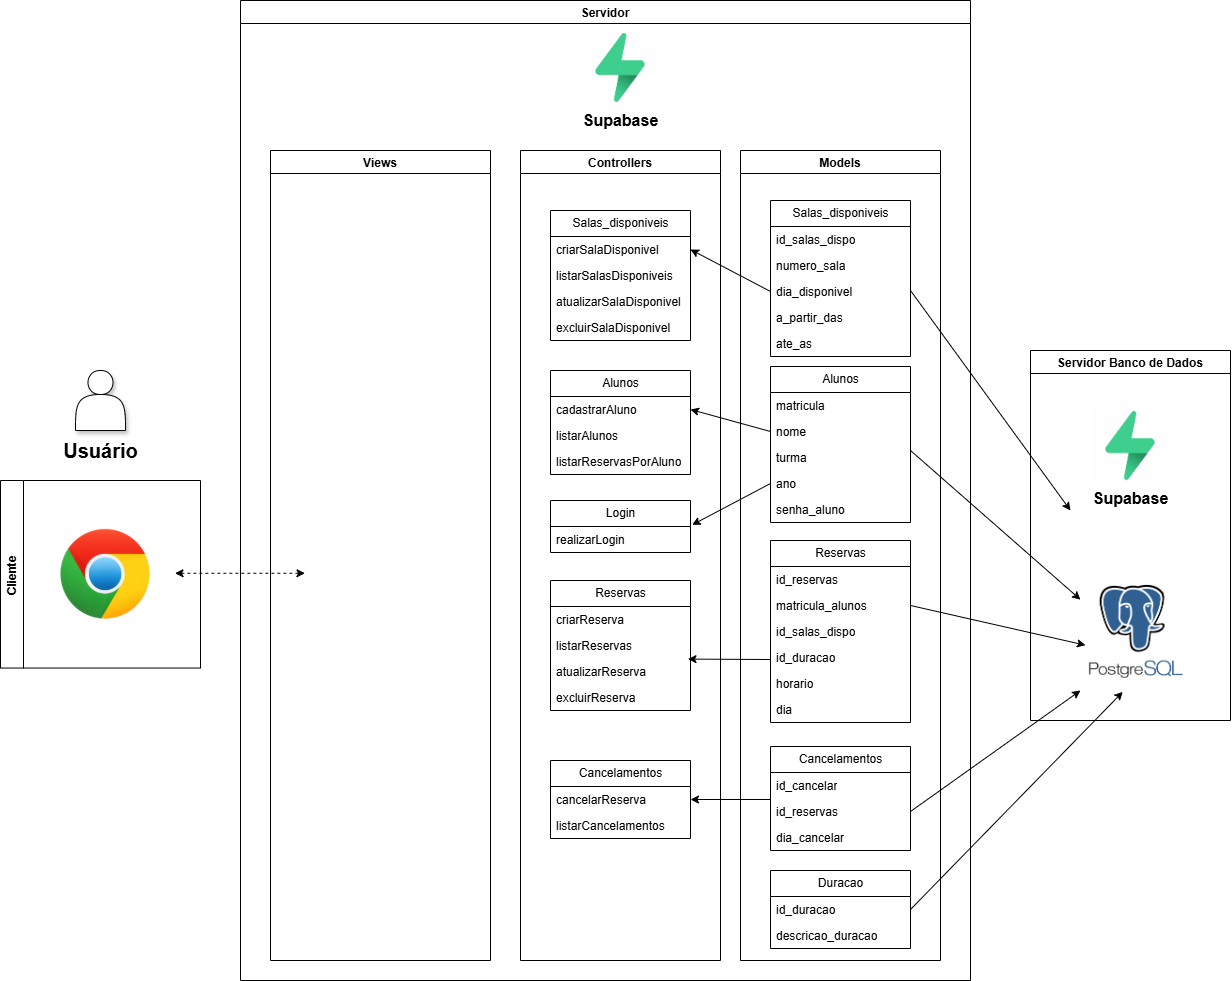 Servidor
Supabase
Views
Controllers
Salas_disponiveis
criarSalaDisponivel
listarSalasDisponiveis
atualizarSalaDisponivel
excluirSalaDisponivel
Alunos
cadastrarAluno
listarAlunos
listarReservasPorAluno
Login
realizarLogin
Reservas
criarReserva
listarReservas
atualizarReserva
excluirReserva
Cancelamentos
cancelarReserva
listarCancelamentos
Models
Salas_disponiveis
id_salas_dispo
numero_sala
dia_disponivel
a_partir_das
ate_as
Alunos
matricula
nome
turma
ano
senha_aluno
Reservas
id_reservas
matricula_alunos
id_salas_dispo
id_duracao
horario
dia
Cancelamentos
id_cancelar
id_reservas
dia_cancelar
Duracao
id_duracao
descricao_duracao
Servidor Banco de Dados
Supabase
PostgreSQL
Usuário
Cliente